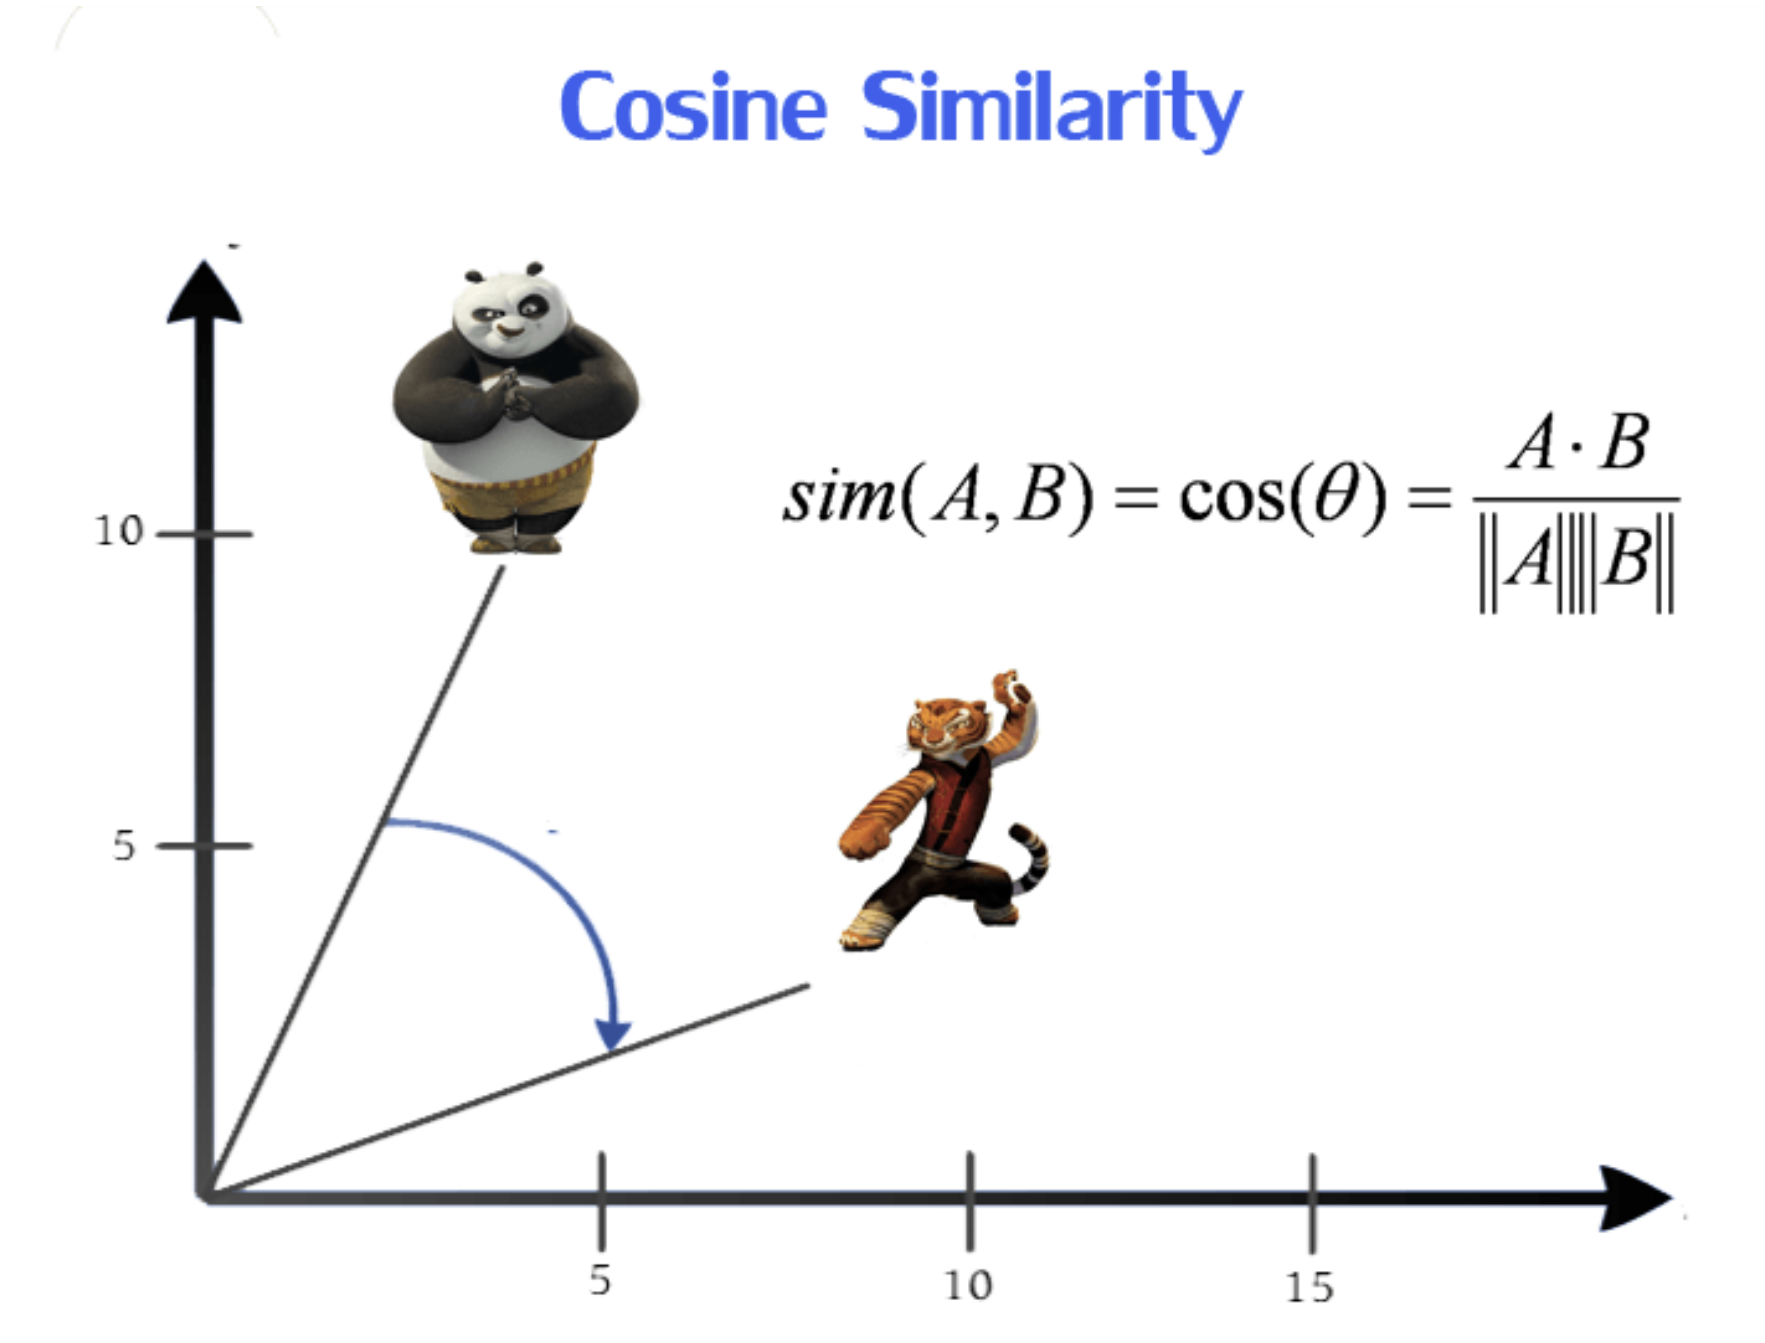 Cosine Similarity
10
sim(A, B) = cos(θ) = A · B / ‖A‖‖B‖
5
5
10
15